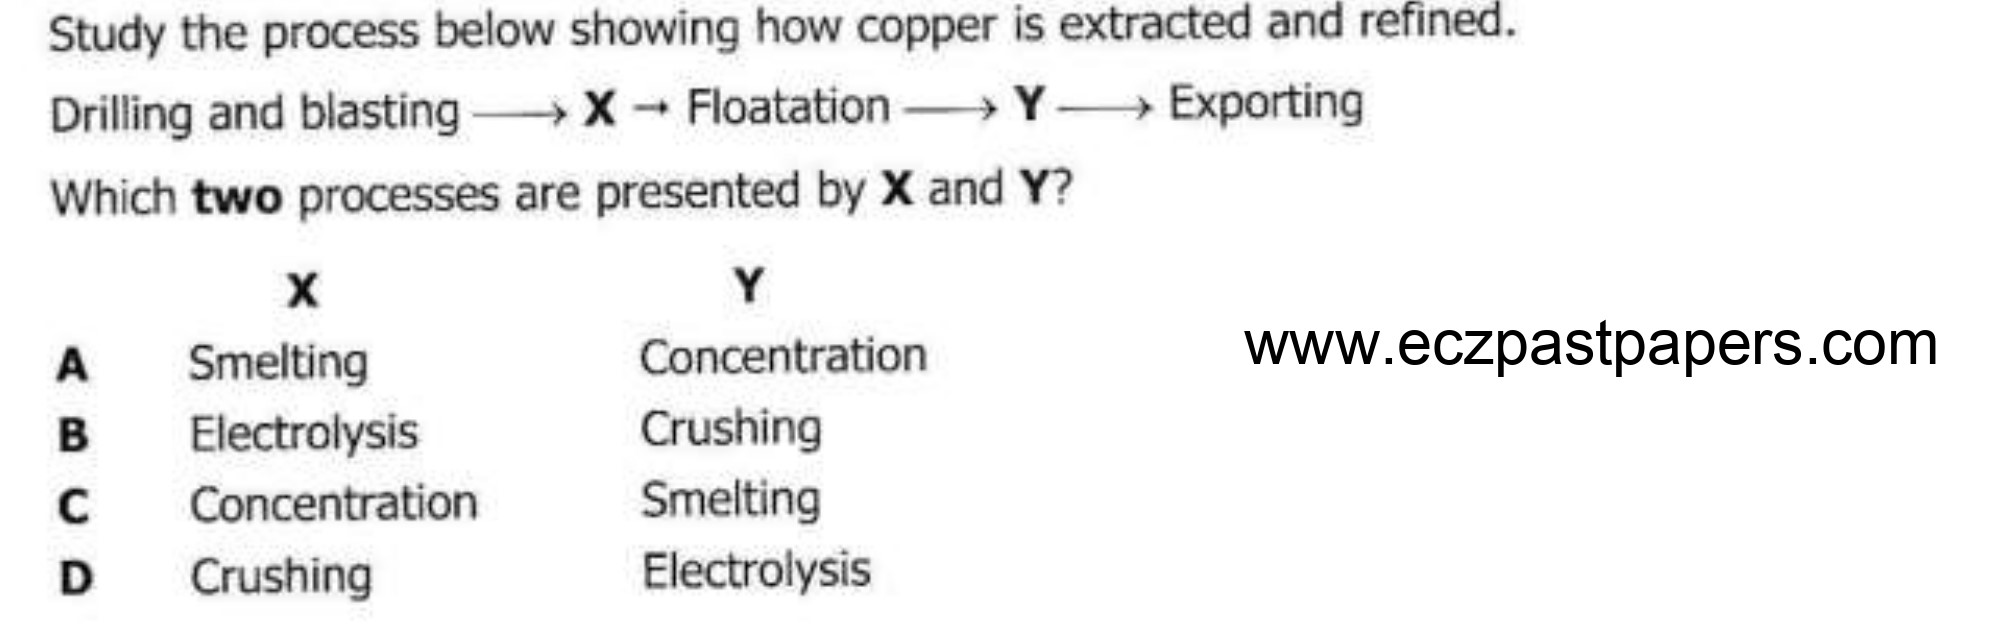 Study the process below showing how copper is extracted and refined.
Drilling and blasting ⟶ X → Floatation ⟶ Y ⟶ Exporting
Which two processes are presented by X and Y?
X Y
A Smelting Concentration
B Electrolysis Crushing
www.eczpastpapers.com
C Concentration Smelting
D Crushing Electrolysis